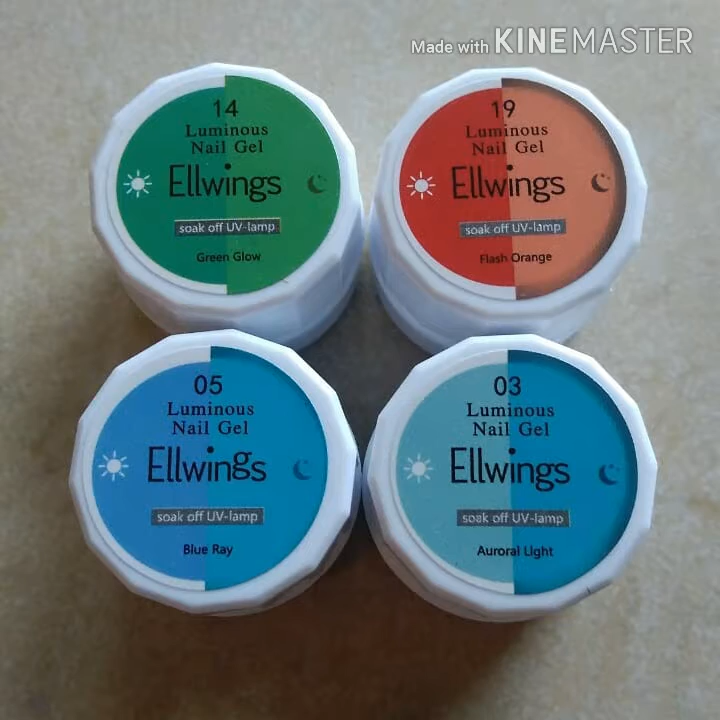 Made with KINEMASTER
14
Luminous
Nail Gel
Ellwings
soak off UV-lamp
Green Glow
19
Luminous
Nail Gel
Ellwings
soak off UV-lamp
Flash Orange
05
Luminous
Nail Gel
Ellwings
soak off UV-lamp
Blue Ray
03
Luminous
Nail Gel
Ellwings
soak off UV-lamp
Auroral Light